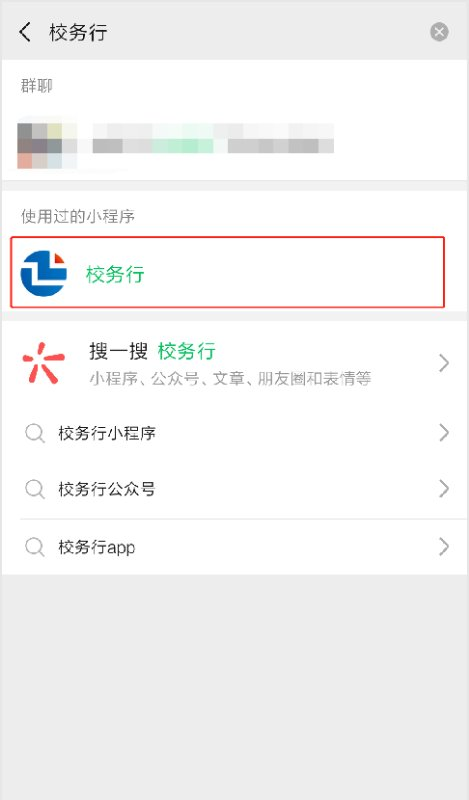 校务行
群聊
使用过的小程序
校务行
搜一搜 校务行
小程序、公众号、文章、朋友圈和表情等
校务行小程序
校务行公众号
校务行app